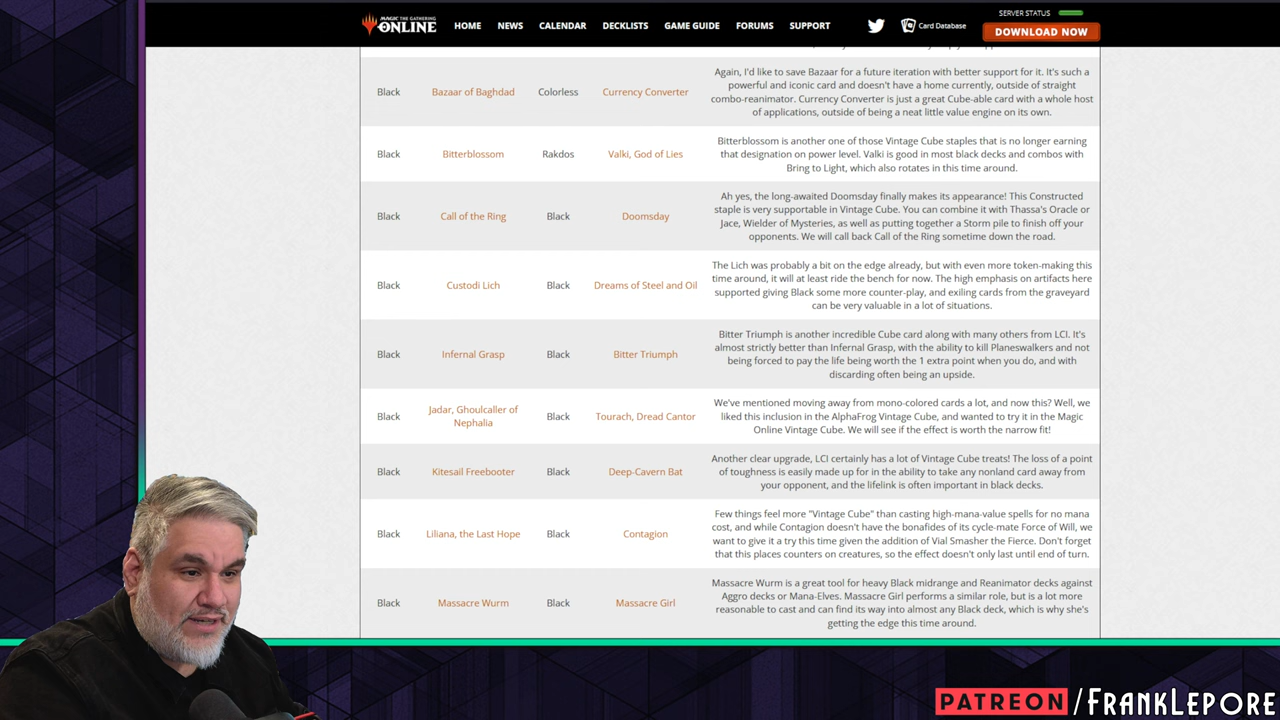 MAGIC THE GATHERING
ONLINE
HOME NEWS CALENDAR DECKLISTS GAME GUIDE FORUMS SUPPORT
Card Database
SERVER STATUS
DOWNLOAD NOW
Black Bazaar of Baghdad Colorless Currency Converter
Again, I'd like to save Bazaar for a future iteration with better support for it. It's such a
powerful and iconic card and doesn't have a home currently, outside of straight
combo-reanimator. Currency Converter is just a great Cube-able card with a whole host
of applications, outside of being a neat little value engine on its own.
Black Bitterblossom Rakdos Valki, God of Lies
Bitterblossom is another one of those Vintage Cube staples that is no longer earning
that designation on power level. Valki is good in most black decks and combos with
Bring to Light, which also rotates in this time around.
Black Call of the Ring Black Doomsday
Ah yes, the long-awaited Doomsday finally makes its appearance! This Constructed
staple is very supportable in Vintage Cube. You can combine it with Thassa's Oracle or
Jace, Wielder of Mysteries, as well as putting together a Storm pile to finish off your
opponents. We will call back Call of the Ring sometime down the road.
Black Custodi Lich Black Dreams of Steel and Oil
The Lich was probably a bit on the edge already, but with even more token-making this
time around, it will at least ride the bench for now. The high emphasis on artifacts here
supported giving Black some more counter-play, and exiling cards from the graveyard
can be very valuable in a lot of situations.
Black Infernal Grasp Black Bitter Triumph
Bitter Triumph is another incredible Cube card along with many others from LCI. It's
almost strictly better than Infernal Grasp, with the ability to kill Planeswalkers and not
being forced to pay the life being worth the 1 extra point when you do, and with
discarding often being an upside.
Black Jadar, Ghoulcaller of
Nephalia Black Tourach, Dread Cantor
We've mentioned moving away from mono-colored cards a lot, and now this? Well, we
liked this inclusion in the AlphaFrog Vintage Cube, and wanted to try it in the Magic
Online Vintage Cube. We will see if the effect is worth the narrow fit!
Black Kitesail Freebooter Black Deep-Cavern Bat
Another clear upgrade, LCI certainly has a lot of Vintage Cube treats! The loss of a point
of toughness is easily made up for in the ability to take any nonland card away from
your opponent, and the lifelink is often important in black decks.
Black Liliana, the Last Hope Black Contagion
Few things feel more "Vintage Cube" than casting high-mana-value spells for no mana
cost, and while Contagion doesn't have the bonafides of its cycle-mate Force of Will, we
want to give it a try this time given the addition of Vial Smasher the Fierce. Don't forget
that this places counters on creatures, so the effect doesn't only last until end of turn.
Black Massacre Wurm Black Massacre Girl
Massacre Wurm is a great tool for heavy Black midrange and Reanimator decks against
Aggro decks or Mana-Elves. Massacre Girl performs a similar role, but is a lot more
reasonable to cast and can find its way into almost any Black deck, which is why she's
getting the edge this time around.
PATREON/FRANKLEPORE